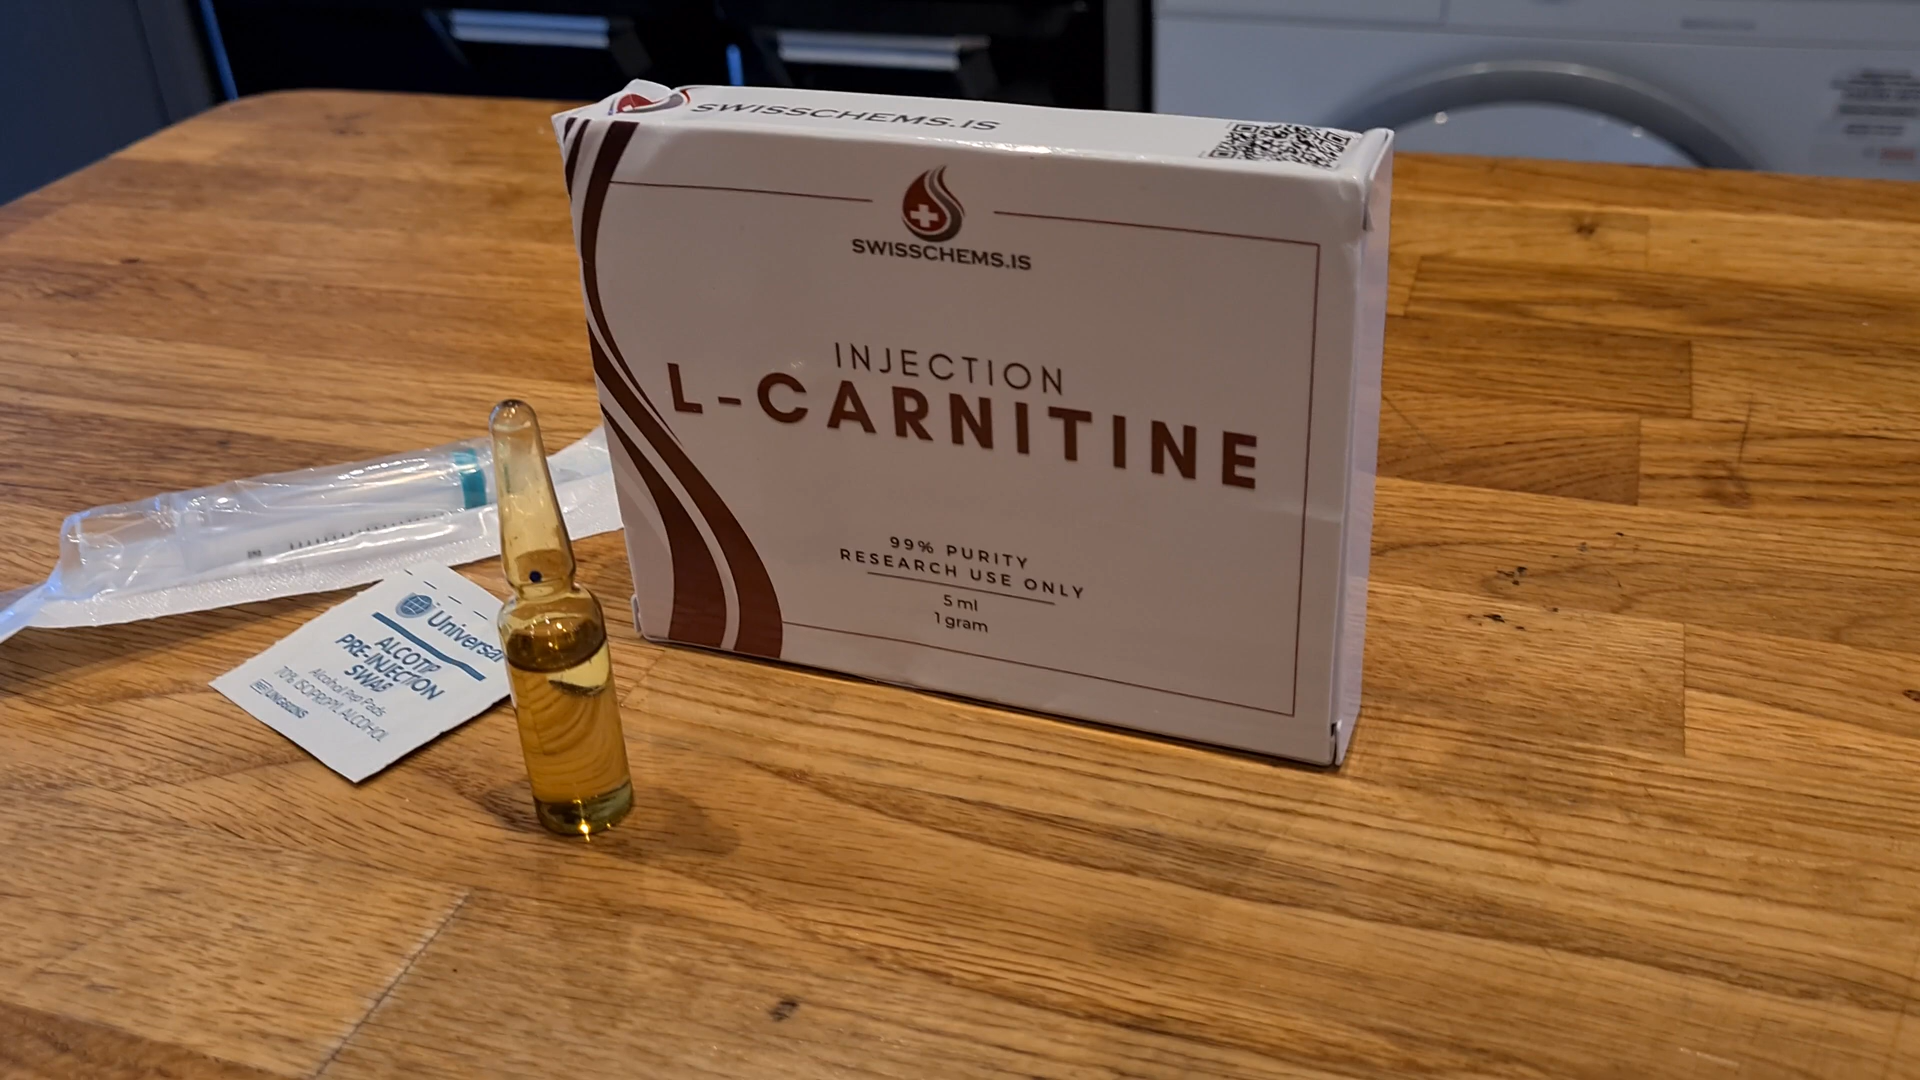 SWISSCHEMS.IS
SWISSCHEMS.IS
INJECTION
L-CARNITINE
99% PURITY
RESEARCH USE ONLY
5 ml
1 gram
Universal
ALCOTIP
PRE-INJECTION
SWAB
Alcohol Prep Pads
70% ISOPROPYL ALCOHOL